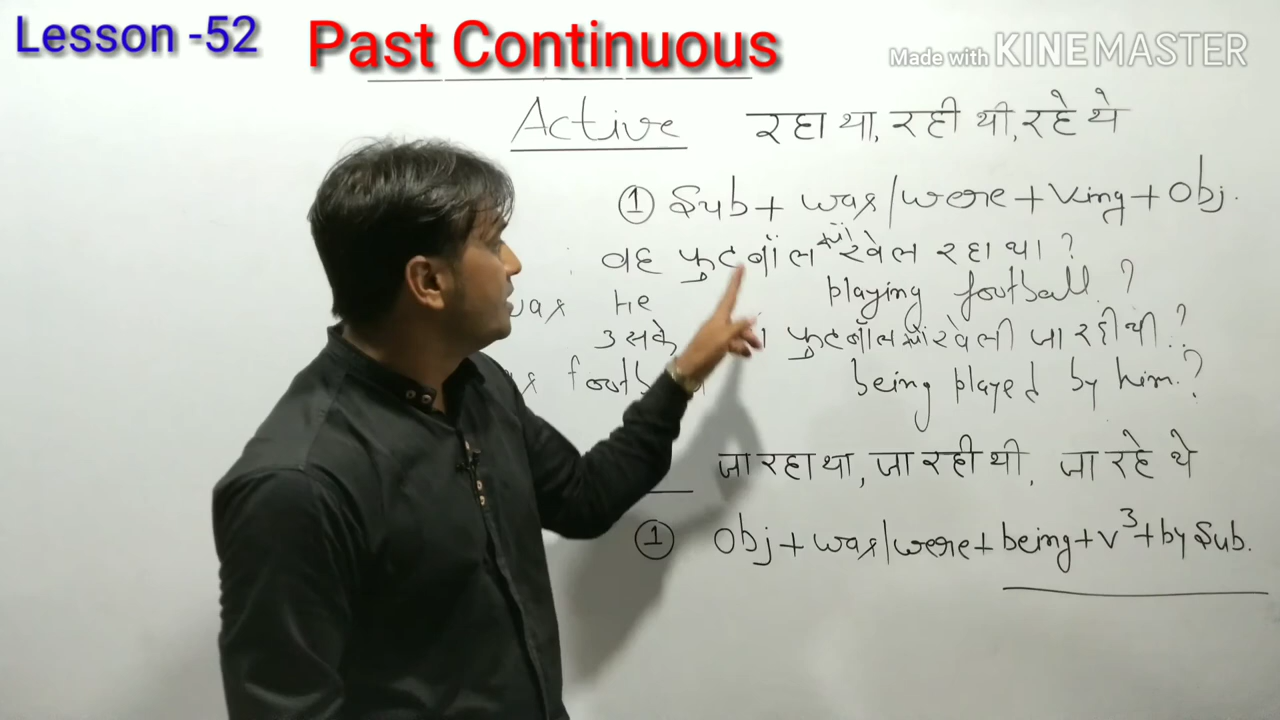 Lesson -52
Past Continuous
Made with KINEMASTER
Active रहा था, रही थी, रहे थे
① Sub + was/were + Ving + Obj.
वह फुटबॉल क्यों खेल रहा था ?
was He playing football ?
उसके फुटबॉल क्यों खेली जा रही थी ?
being played by him. ?
जा रहा था, जा रही थी, जा रहे थे
① Obj + was/were + being + V³ + by Sub.